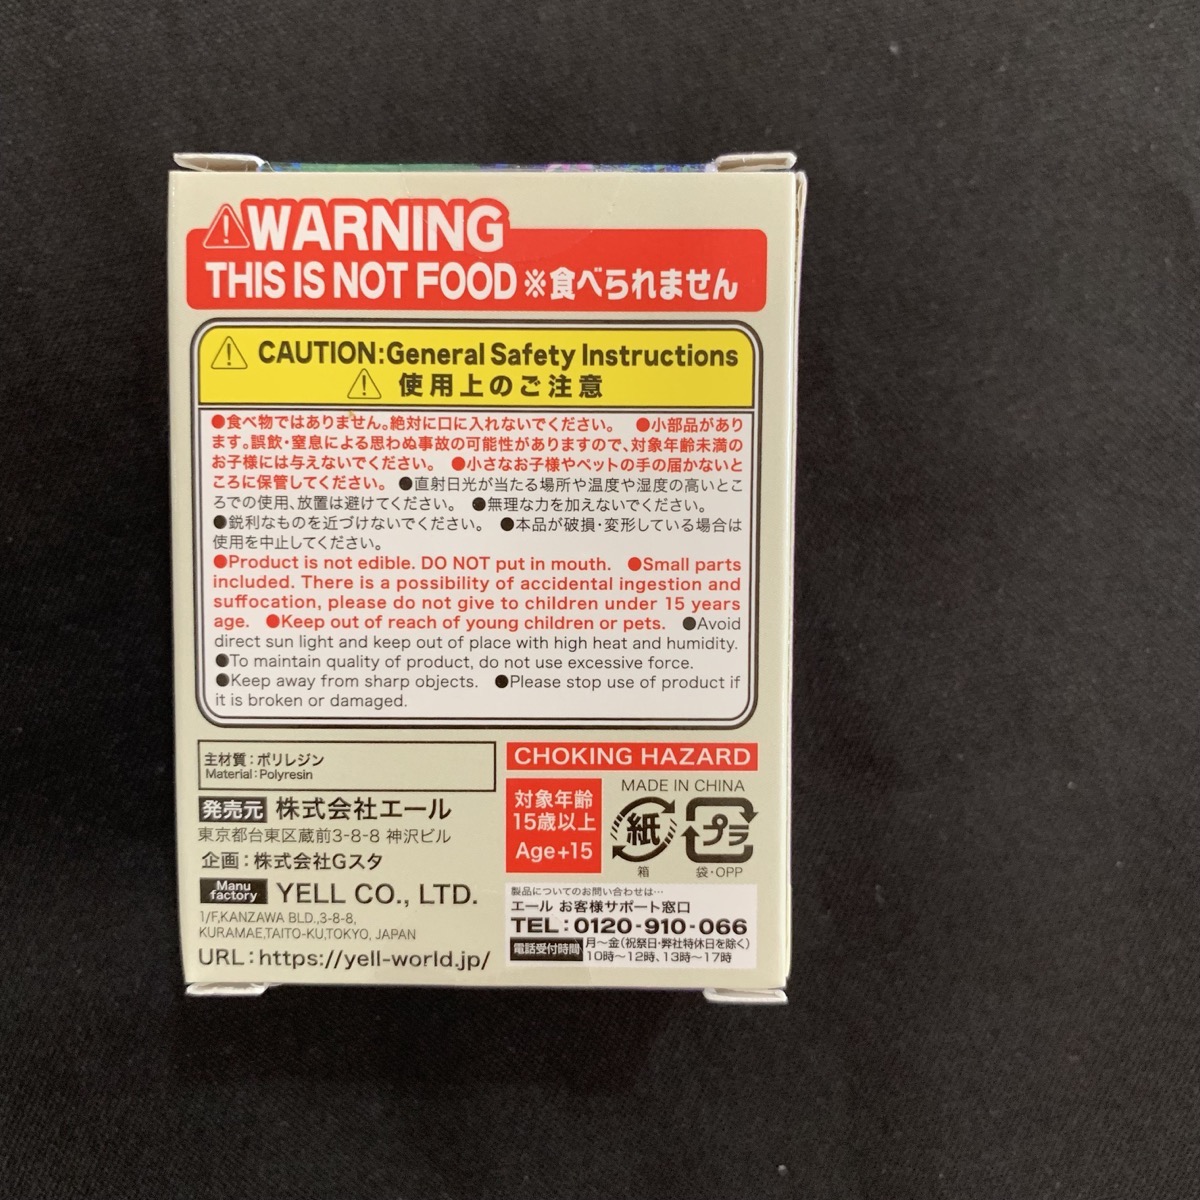 ⚠WARNING
THIS IS NOT FOOD ※食べられません
⚠ CAUTION:General Safety Instructions
⚠ 使用上のご注意
●食べ物ではありません。絶対に口に入れないでください。 ●小部品があり
ます。誤飲・窒息による思わぬ事故の可能性がありますので、対象年齢未満の
お子様には与えないでください。 ●小さなお子様やペットの手の届かないと
ころに保管してください。 ●直射日光が当たる場所や温度や湿度の高いとこ
ろでの使用、放置は避けてください。 ●無理な力を加えないでください。
●鋭利なものを近づけないでください。 ●本品が破損・変形している場合は
使用を中止してください。
●Product is not edible. DO NOT put in mouth. ●Small parts
included. There is a possibility of accidental ingestion and
suffocation, please do not give to children under 15 years
age. ●Keep out of reach of young children or pets. ●Avoid
direct sun light and keep out of place with high heat and humidity.
●To maintain quality of product, do not use excessive force.
●Keep away from sharp objects. ●Please stop use of product if
it is broken or damaged.
主材質：ポリレジン
Material：Polyresin
発売元 株式会社エール
東京都台東区蔵前3-8-8 神沢ビル
企画：株式会社Gスタ
Manu
factory YELL CO., LTD.
1/F,KANZAWA BLD.,3-8-8,
KURAMAE,TAITO-KU,TOKYO, JAPAN
URL：https://yell-world.jp/
CHOKING HAZARD
対象年齢
15歳以上
Age+15
MADE IN CHINA
紙
箱
プラ
袋・OPP
製品についてのお問い合わせは…
エール お客様サポート窓口
TEL：0120-910-066
電話受付時間 月～金（祝祭日・弊社特休日を除く）
10時～12時、13時～17時